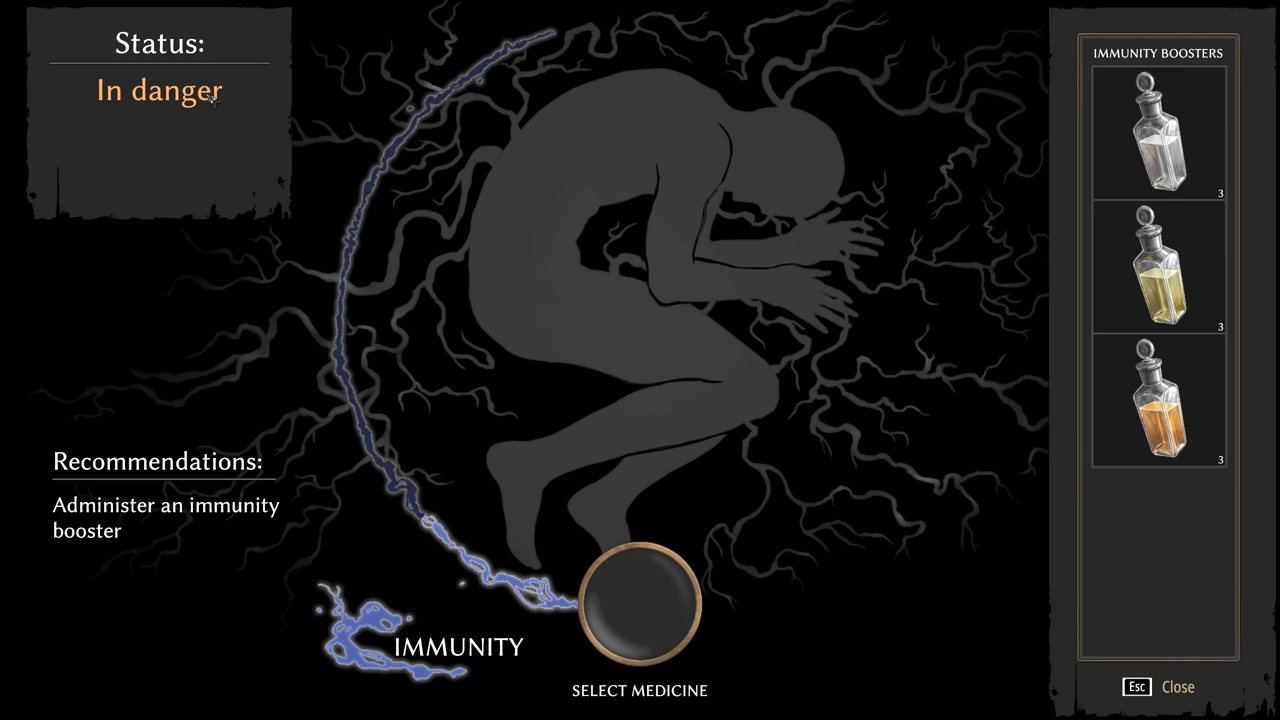 Status:
In danger
IMMUNITY BOOSTERS
3
3
3
Recommendations:
Administer an immunity
booster
IMMUNITY
SELECT MEDICINE
Esc Close